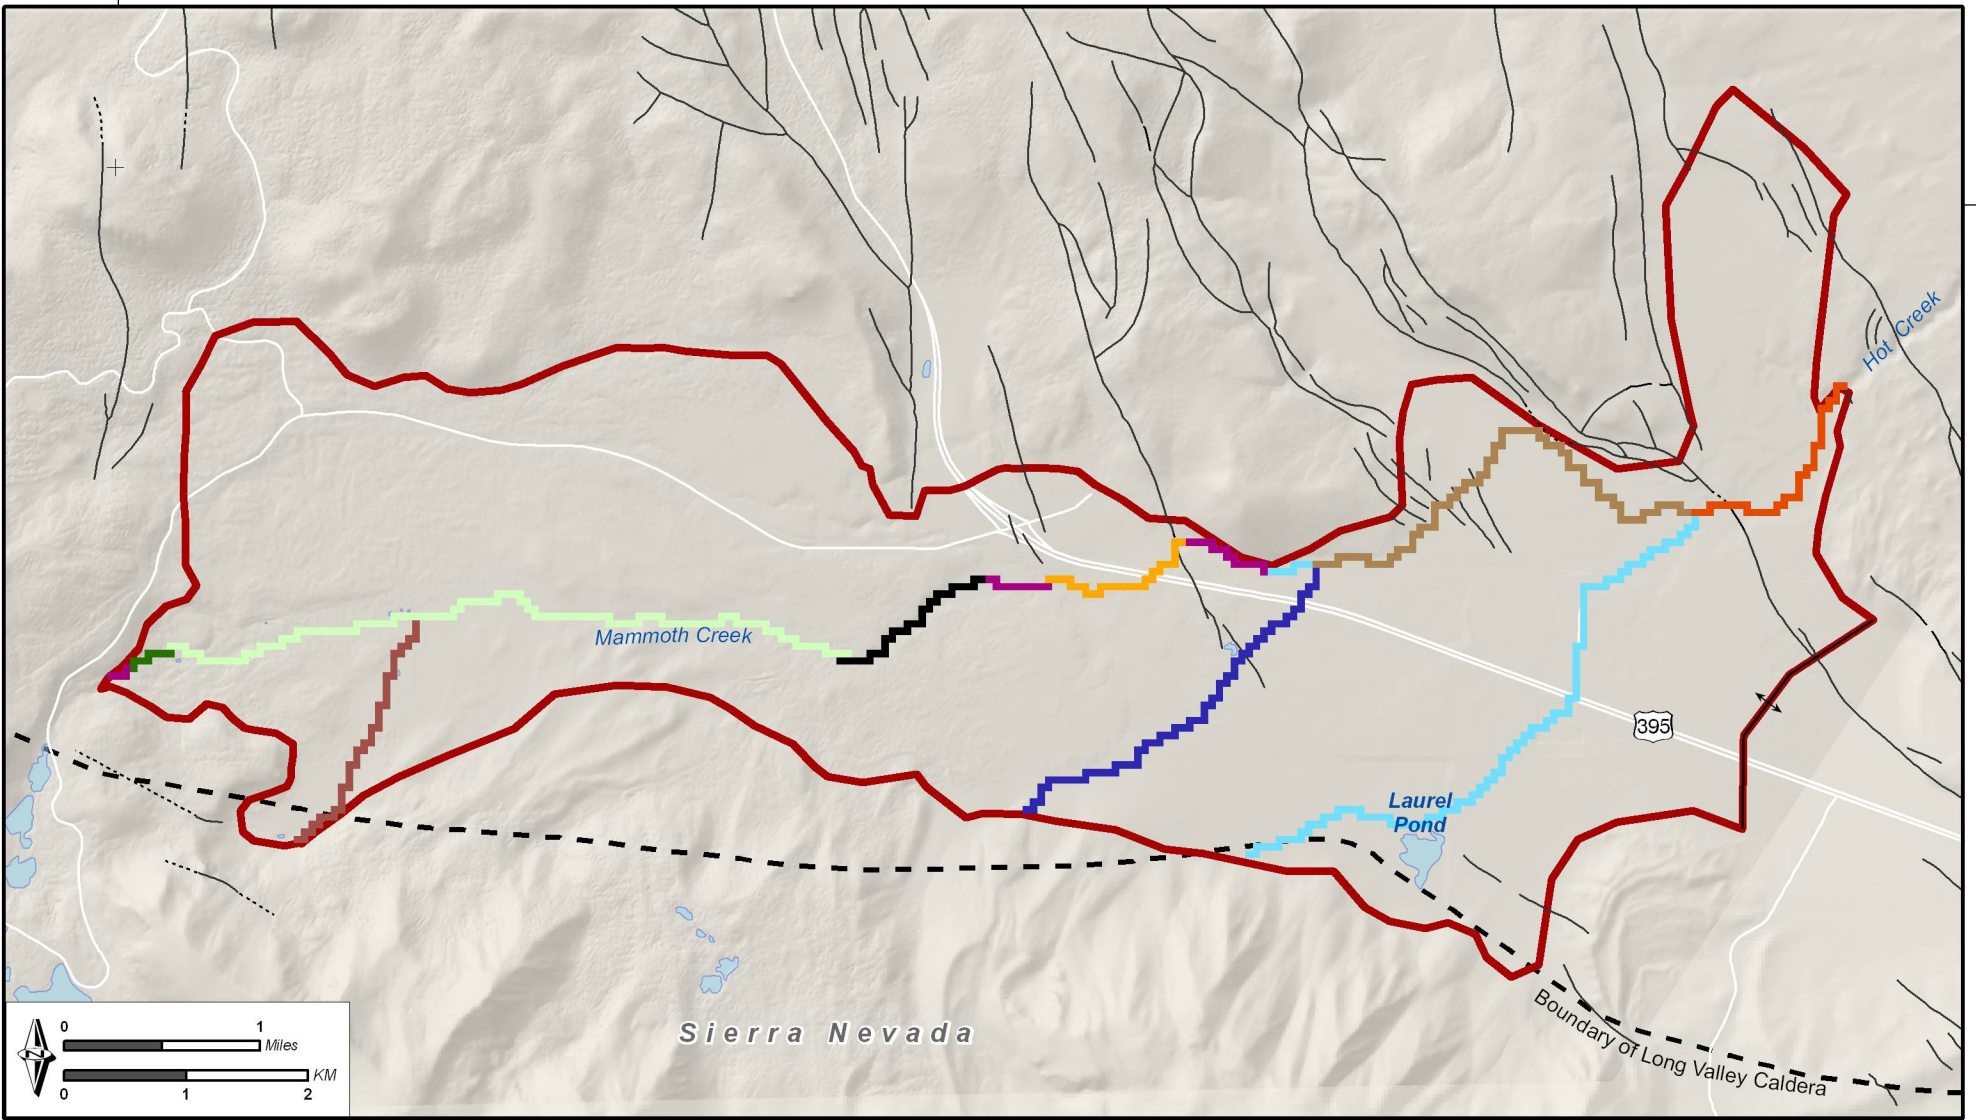 Hot Creek
Mammoth Creek
395
Laurel
Pond
Boundary of Long Valley Caldera
Sierra Nevada
0 1
Miles
KM
0 1 2
N